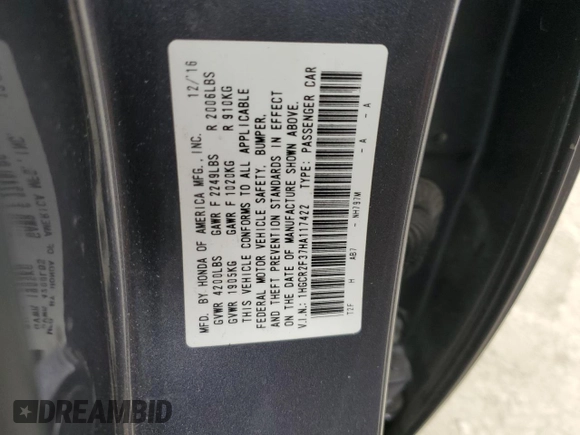 MFD. BY HONDA OF AMERICA MFG., INC. 12/'16
GVWR 4200LBS GAWR F 2249LBS R 2006LBS
GVWR 1905KG GAWR F 1020KG R 910KG
THIS VEHICLE CONFORMS TO ALL APPLICABLE
FEDERAL MOTOR VEHICLE SAFETY, BUMPER,
AND THEFT PREVENTION STANDARDS IN EFFECT
ON THE DATE OF MANUFACTURE SHOWN ABOVE.
V.I.N.: 1HGCR2F37HA117422 TYPE: PASSENGER CAR
T2F H AB7 - NH797M - A - A
DREAMBID